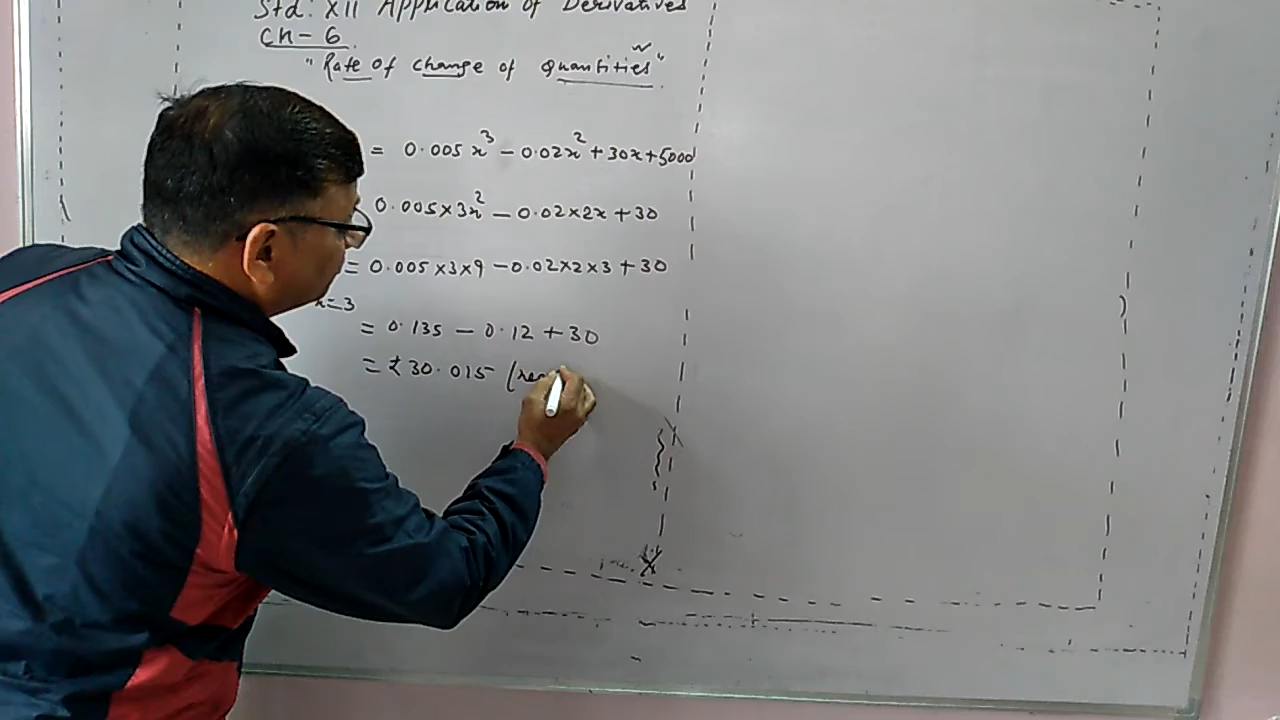 Std: XII Application of Derivatives
CH-6
"Rate of change of Quantities"
= 0.005x³ - 0.02x² + 30x + 5000
0.005×3x² - 0.02×2x + 30
= 0.005×3×9 - 0.02×2×3 + 30
x=3
= 0.135 - 0.12 + 30
= ₹30.015